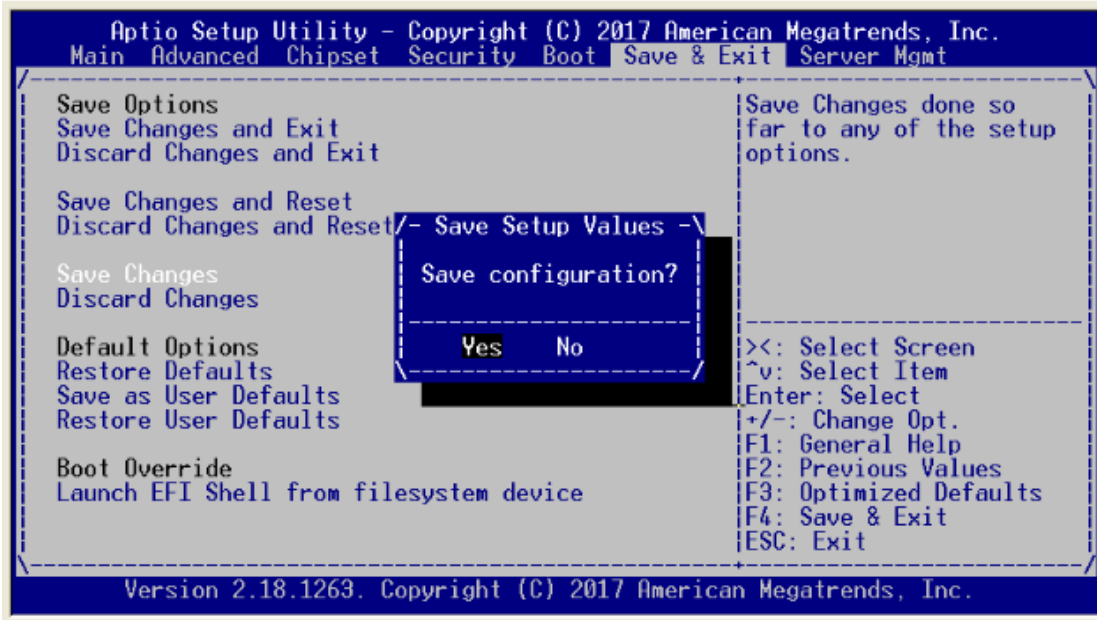 Aptio Setup Utility - Copyright (C) 2017 American Megatrends, Inc.
Main Advanced Chipset Security Boot Save & Exit Server Mgmt
Save Options
Save Changes and Exit
Discard Changes and Exit
Save Changes and Reset
Discard Changes and Reset
Save Changes
Discard Changes
Default Options
Restore Defaults
Save as User Defaults
Restore User Defaults
Boot Override
Launch EFI Shell from filesystem device
Save Setup Values
Save configuration?
Yes No
Save Changes done so
far to any of the setup
options.
><: Select Screen
^v: Select Item
Enter: Select
+/-: Change Opt.
F1: General Help
F2: Previous Values
F3: Optimized Defaults
F4: Save & Exit
ESC: Exit
Version 2.18.1263. Copyright (C) 2017 American Megatrends, Inc.